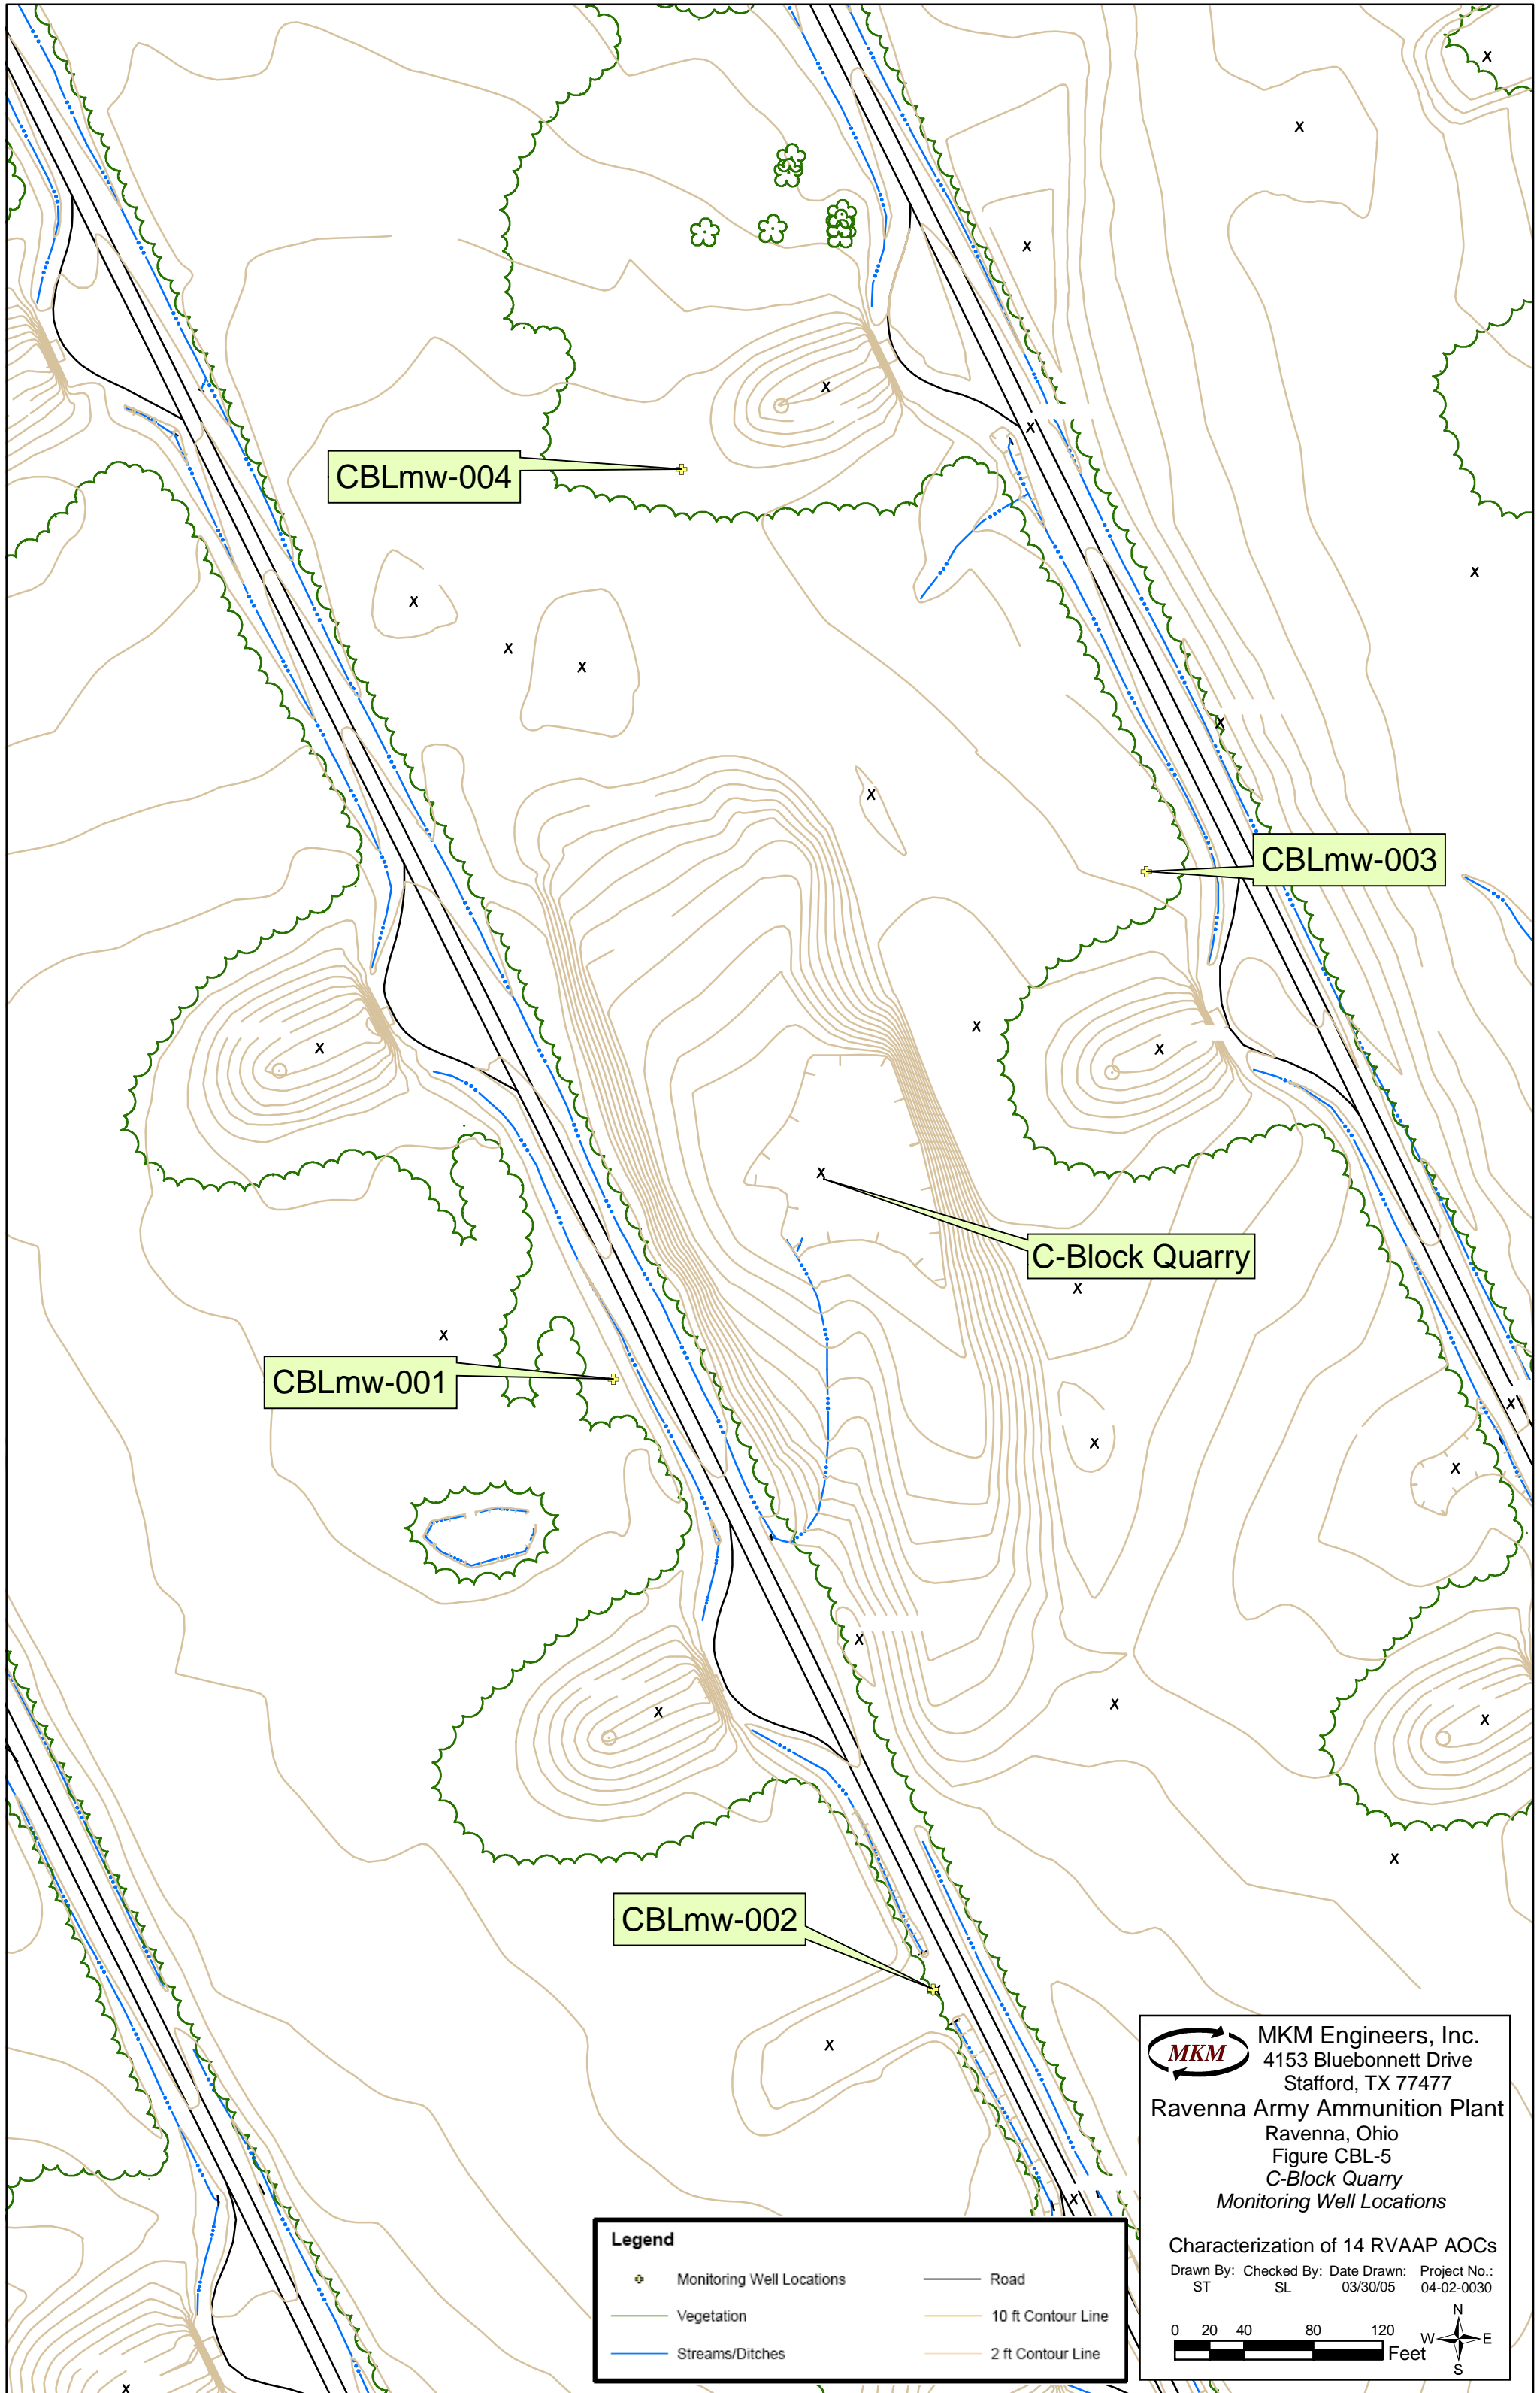 CBLmw-004
CBLmw-003
C-Block Quarry
CBLmw-001
CBLmw-002
MKM
MKM Engineers, Inc.
4153 Bluebonnett Drive
Stafford, TX 77477
Ravenna Army Ammunition Plant
Ravenna, Ohio
Figure CBL-5
C-Block Quarry
Monitoring Well Locations
Characterization of 14 RVAAP AOCs
Drawn By: Checked By: Date Drawn: Project No.:
ST SL 03/30/05 04-02-0030
0 20 40 80 120
Feet
N
W E
S
Legend
Monitoring Well Locations Road
Vegetation 10 ft Contour Line
Streams/Ditches 2 ft Contour Line